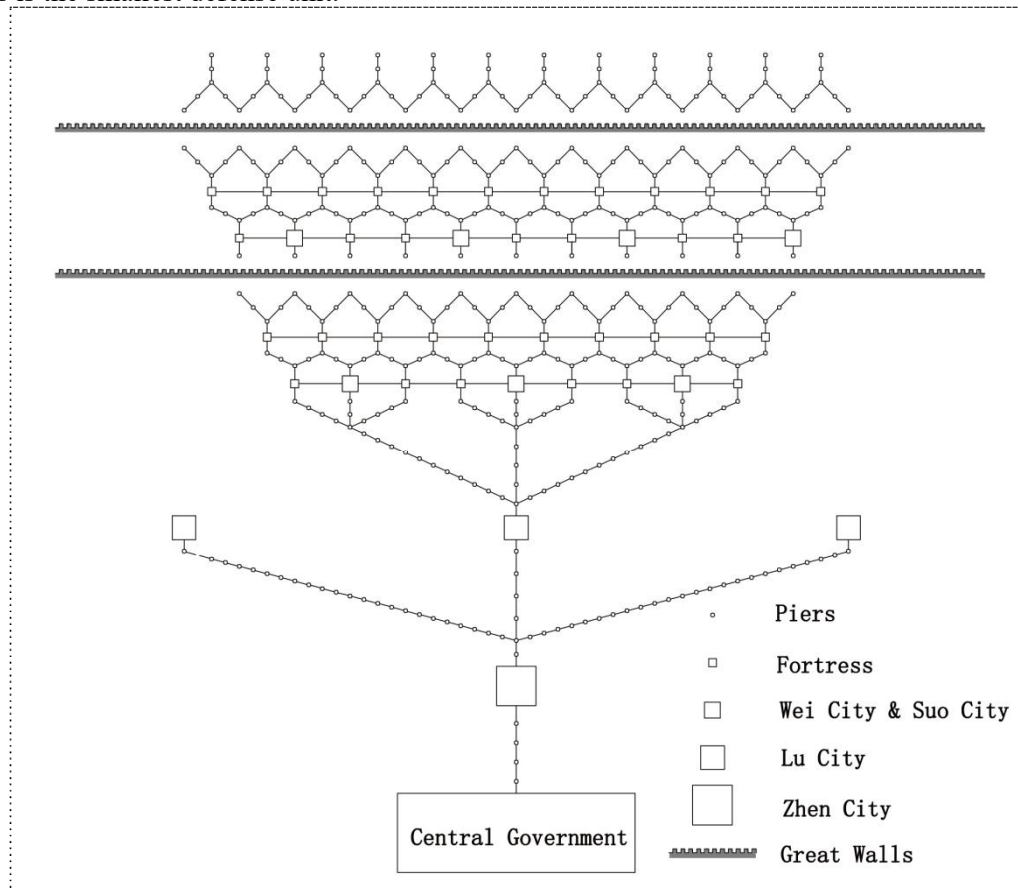 Piers
Fortress
Wei City & Suo City
Lu City
Zhen City
Central Government
Great Walls